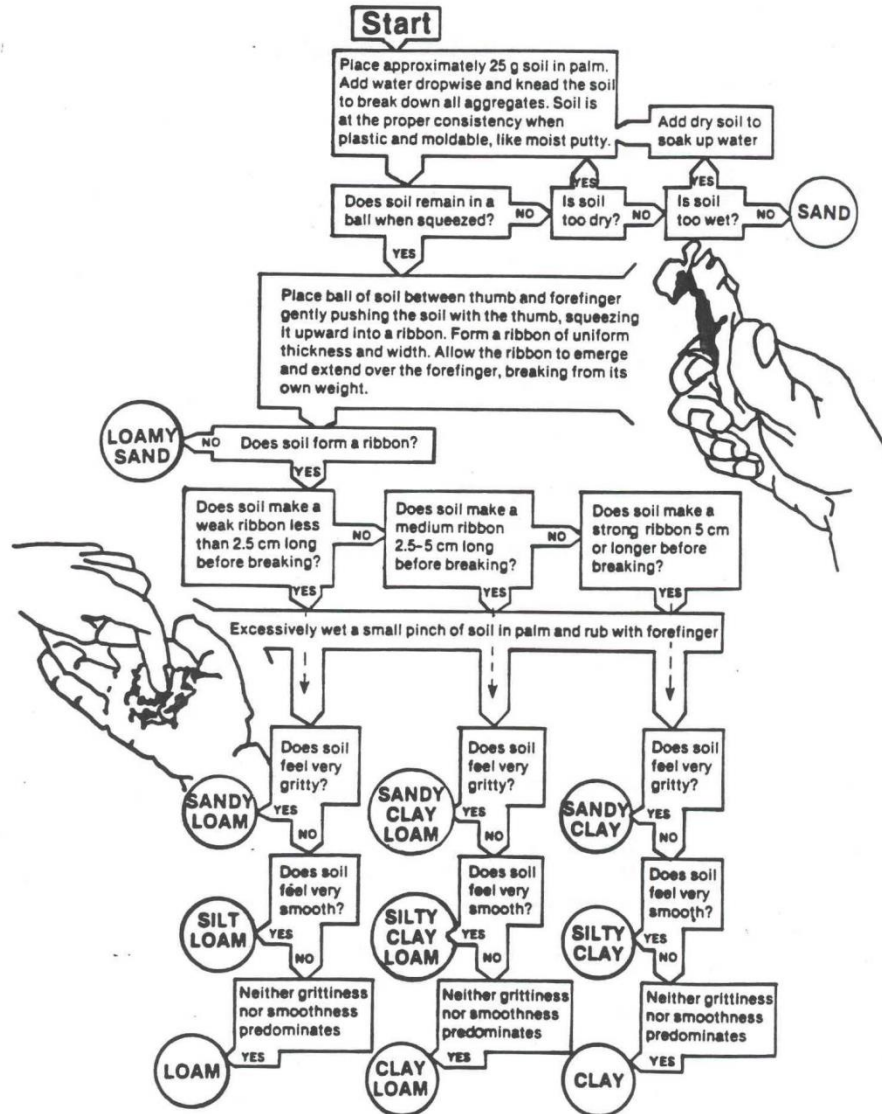 Start
Place approximately 25 g soil in palm.
Add water dropwise and knead the soil
to break down all aggregates. Soil is
at the proper consistency when
plastic and moldable, like moist putty.
Add dry soil to
soak up water
YES
YES
Does soil remain in a
ball when squeezed?
NO
Is soil
too dry?
NO
Is soil
too wet?
NO
SAND
YES
Place ball of soil between thumb and forefinger
gently pushing the soil with the thumb, squeezing
it upward into a ribbon. Form a ribbon of uniform
thickness and width. Allow the ribbon to emerge
and extend over the forefinger, breaking from its
own weight.
LOAMY
SAND
NO
Does soil form a ribbon?
YES
Does soil make a
weak ribbon less
than 2.5 cm long
before breaking?
NO
Does soil make a
medium ribbon
2.5–5 cm long
before breaking?
NO
Does soil make a
strong ribbon 5 cm
or longer before
breaking?
YES
YES
YES
Excessively wet a small pinch of soil in palm and rub with forefinger
Does soil
feel very
gritty?
Does soil
feel very
gritty?
Does soil
feel very
gritty?
SANDY
LOAM
YES
NO
SANDY
CLAY
LOAM
YES
NO
SANDY
CLAY
YES
NO
Does soil
feel very
smooth?
Does soil
feel very
smooth?
Does soil
feel very
smooth?
SILT
LOAM
YES
NO
SILTY
CLAY
LOAM
YES
NO
SILTY
CLAY
YES
NO
Neither grittiness
nor smoothness
predominates
Neither grittiness
nor smoothness
predominates
Neither grittiness
nor smoothness
predominates
LOAM
YES
CLAY
LOAM
YES
CLAY
YES